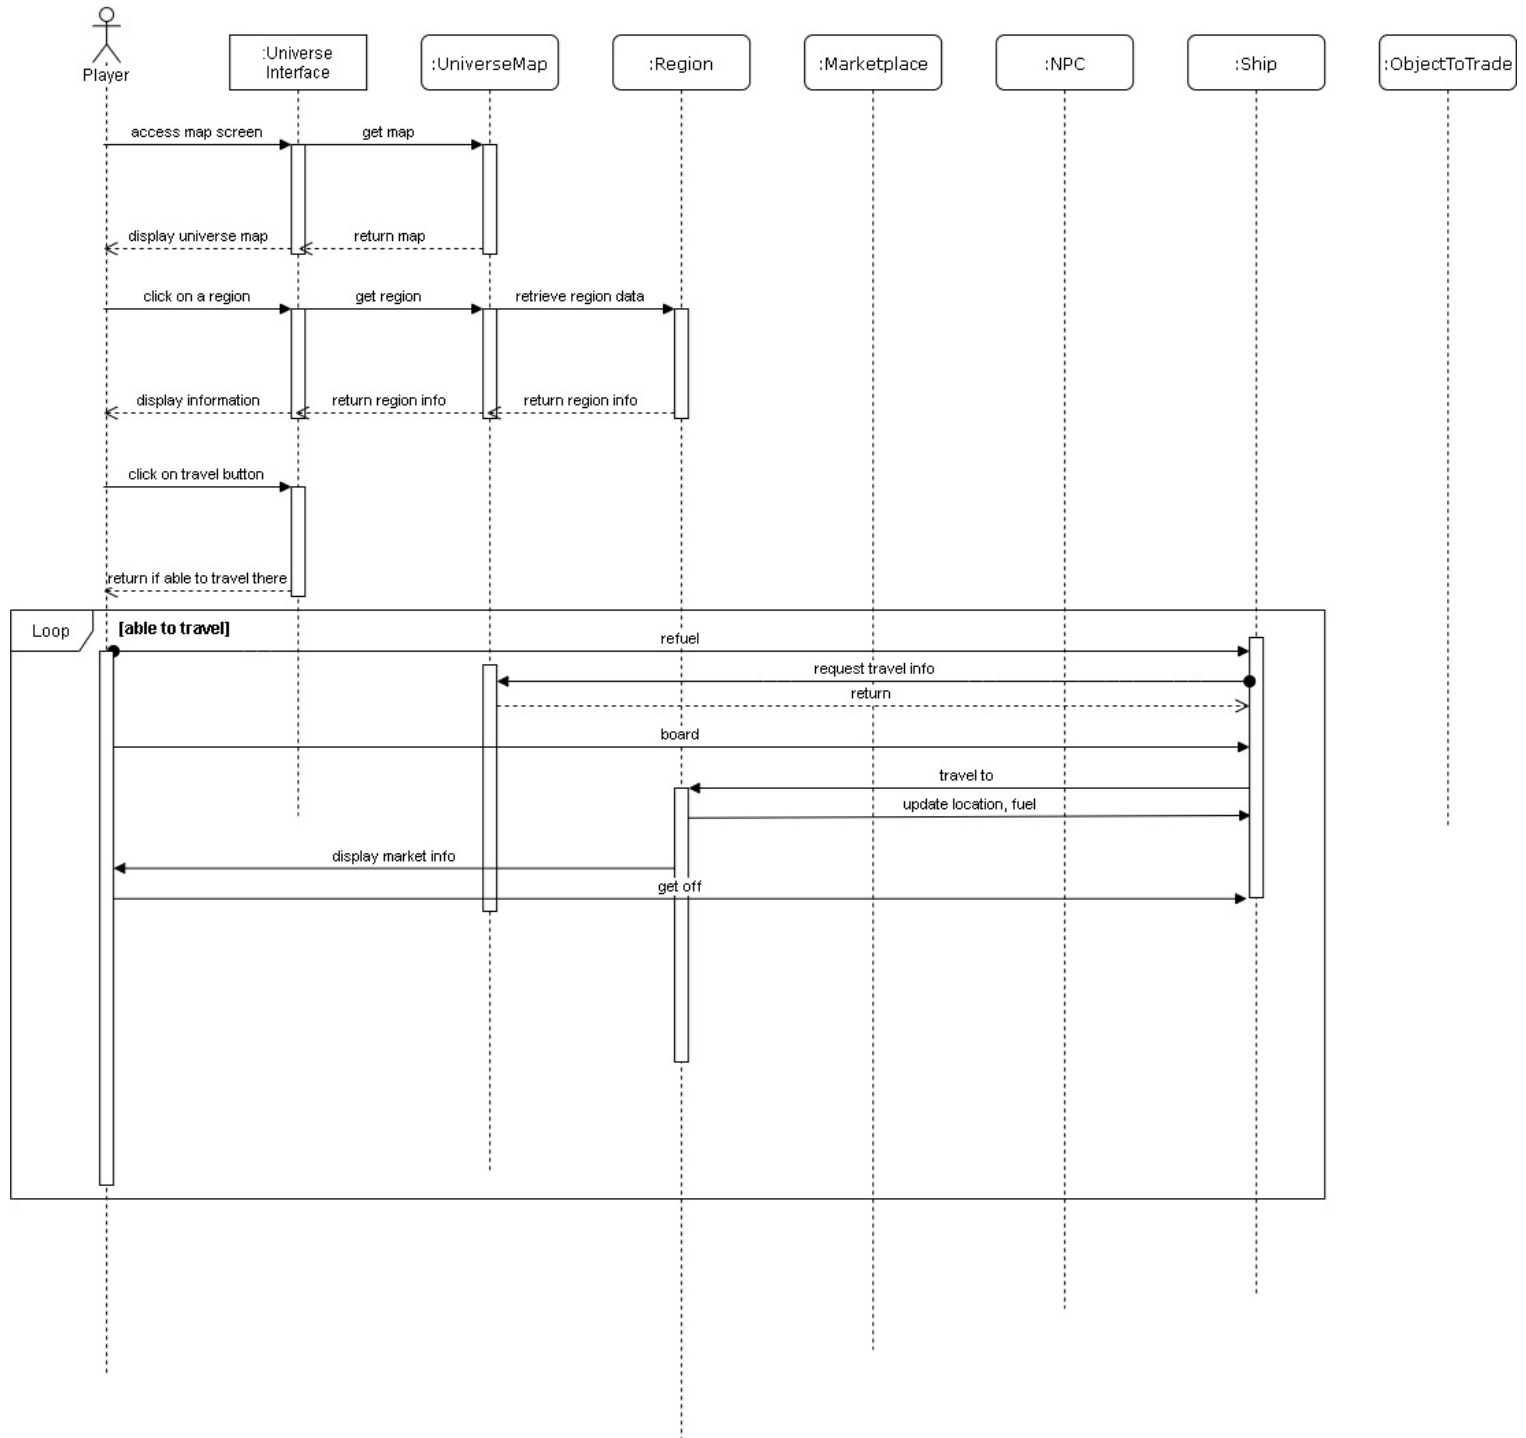 Player
:Universe
Interface
:UniverseMap
:Region
:Marketplace
:NPC
:Ship
:ObjectToTrade
access map screen
get map
display universe map
return map
click on a region
get region
retrieve region data
display information
return region info
return region info
click on travel button
return if able to travel there
Loop
[able to travel]
refuel
request travel info
return
board
travel to
update location, fuel
display market info
get off